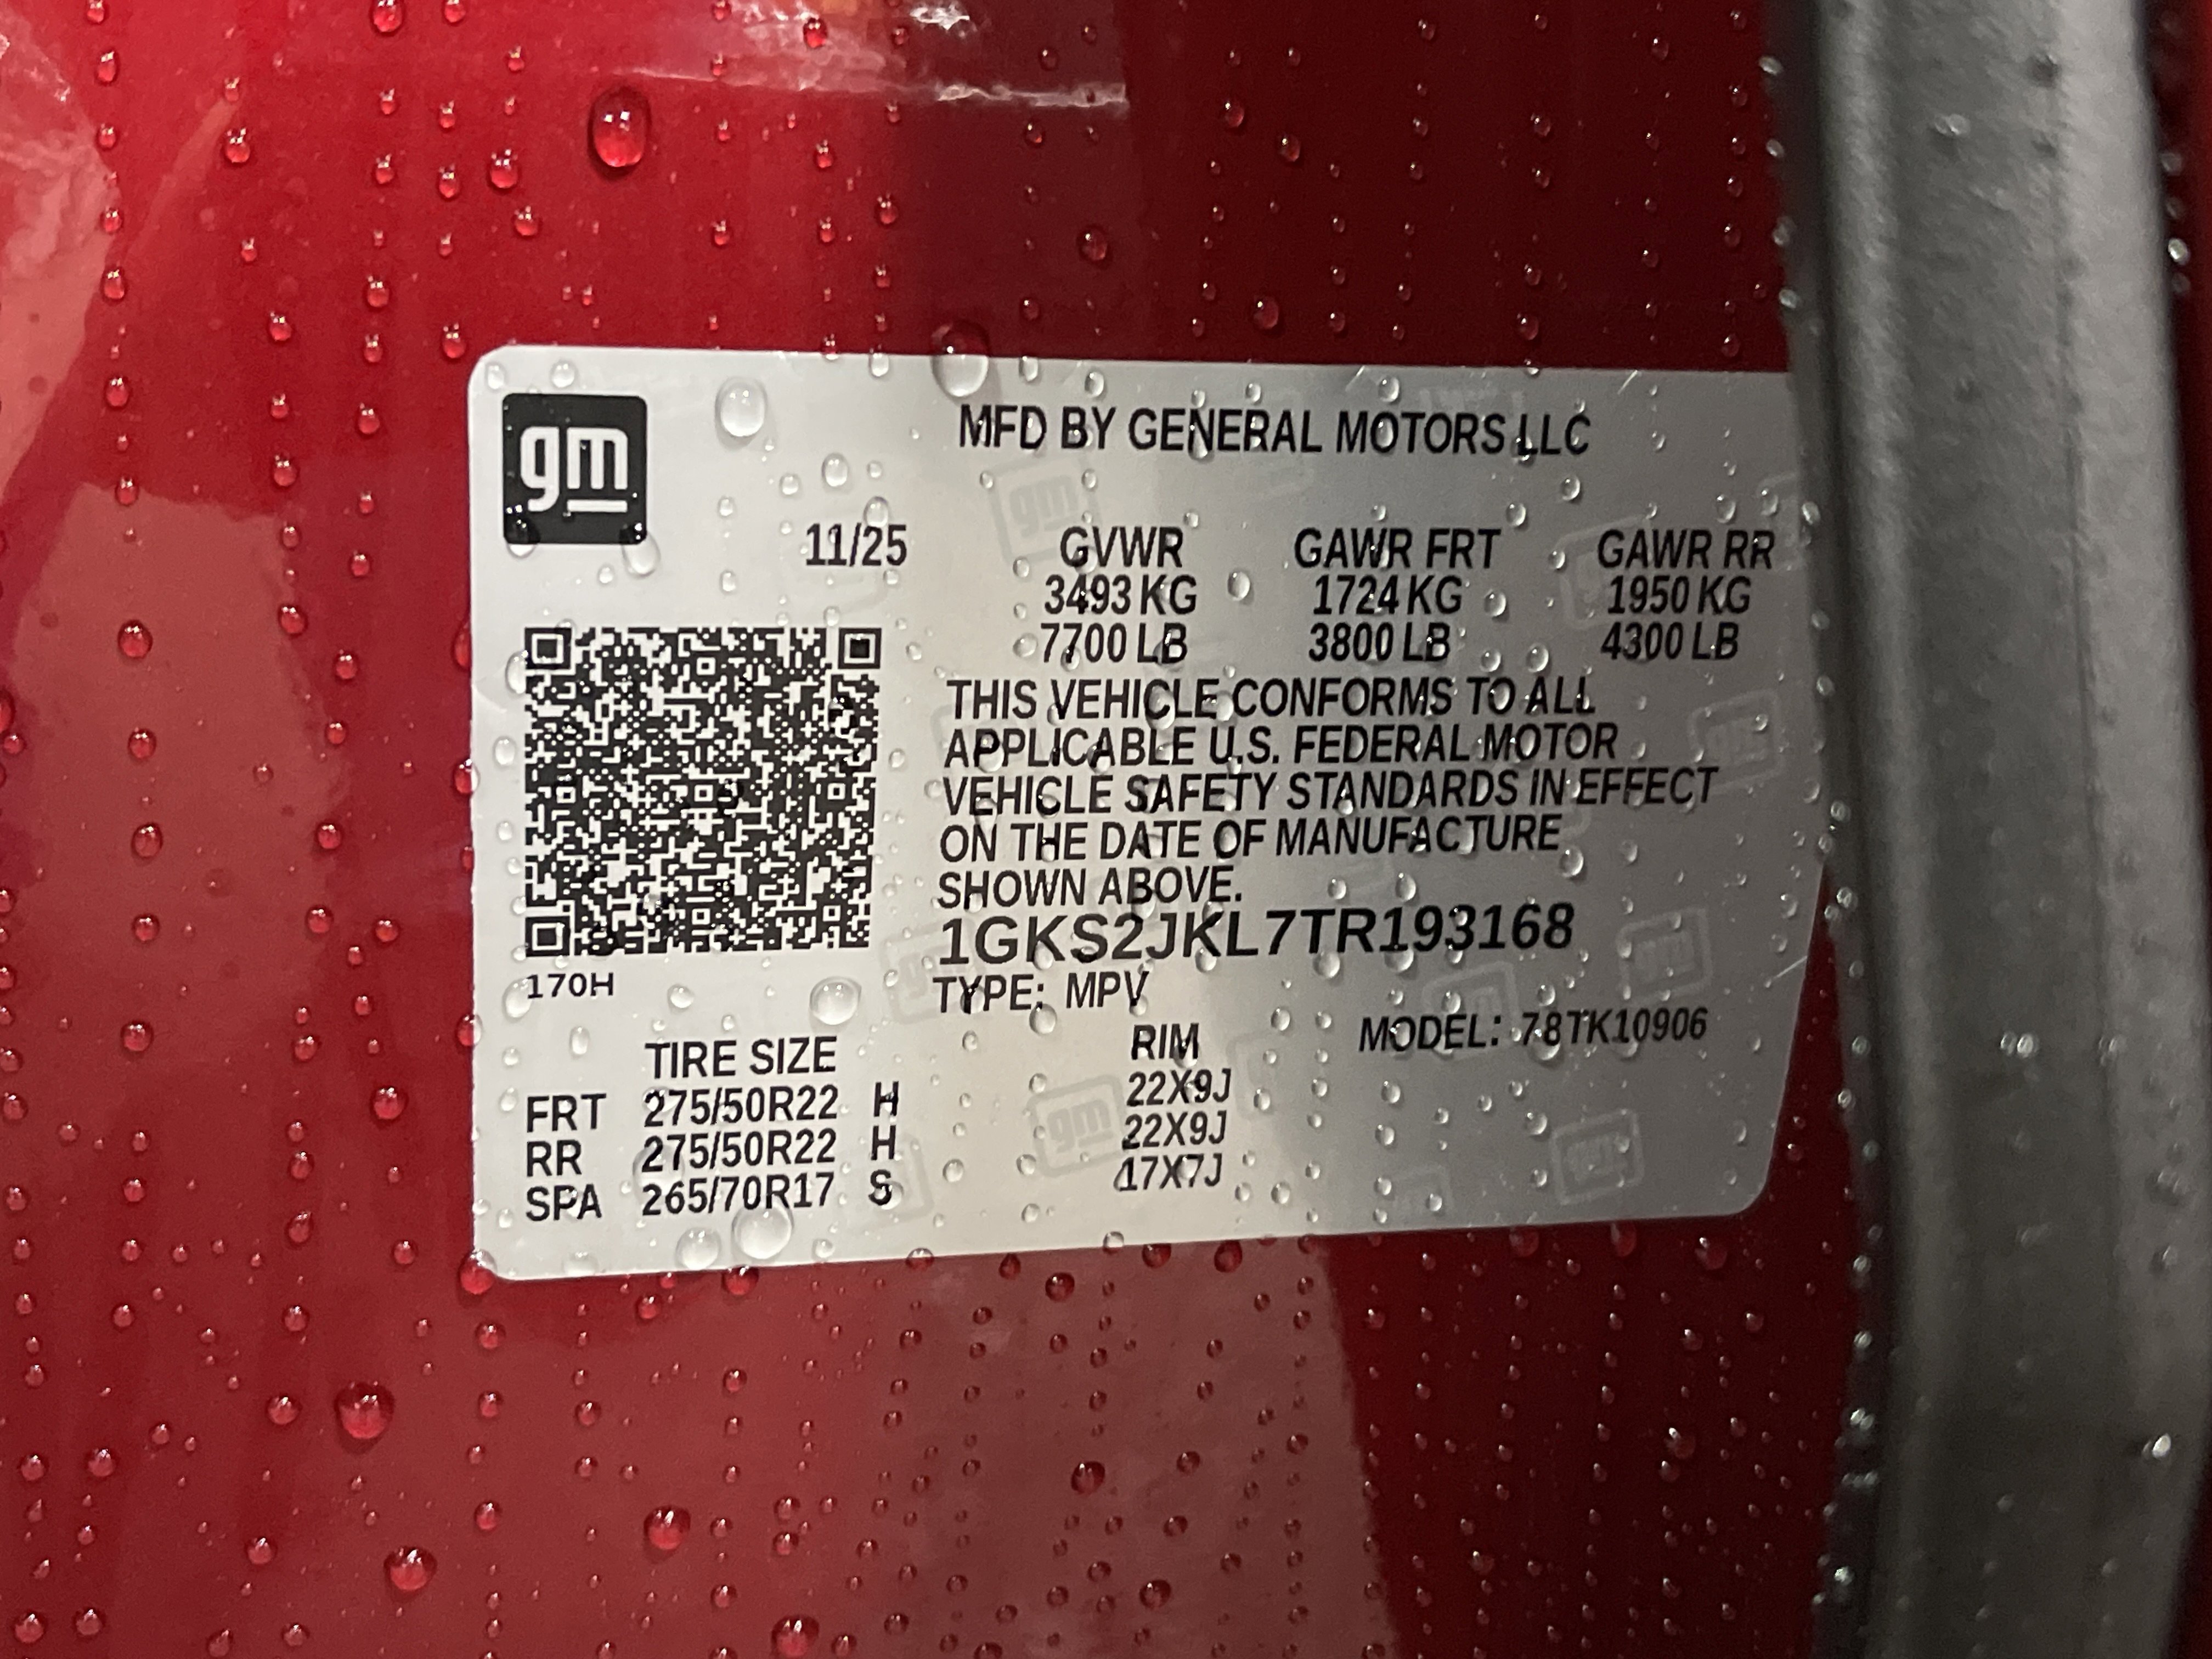 gm
MFD BY GENERAL MOTORS LLC
11/25 GVWR GAWR FRT GAWR RR
3493 KG 1724 KG 1950 KG
7700 LB 3800 LB 4300 LB
THIS VEHICLE CONFORMS TO ALL
APPLICABLE U.S. FEDERAL MOTOR
VEHICLE SAFETY STANDARDS IN EFFECT
ON THE DATE OF MANUFACTURE
SHOWN ABOVE.
1GKS2JKL7TR193168
170H TYPE: MPV
MODEL: 78TK10906
TIRE SIZE RIM
FRT 275/50R22 H 22X9J
RR 275/50R22 H 22X9J
SPA 265/70R17 S 17X7J